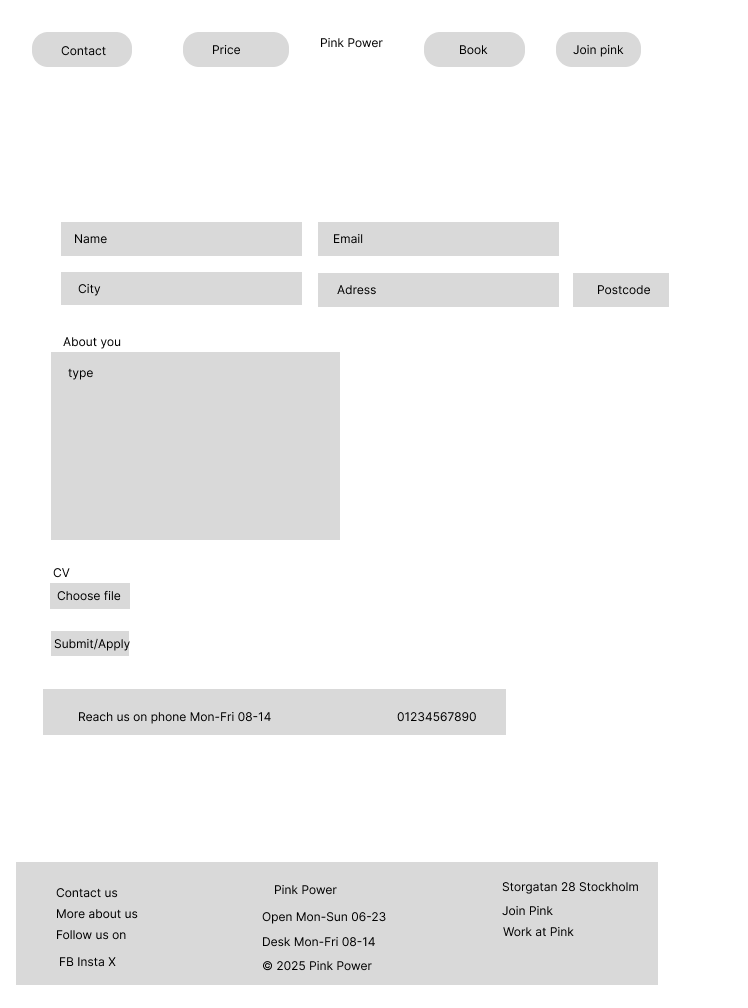 Contact
Price
Pink Power
Book
Join pink
Name
Email
City
Adress
Postcode
About you
type
CV
Choose file
Submit/Apply
Reach us on phone Mon-Fri 08-14
01234567890
Contact us
More about us
Follow us on
FB Insta X
Pink Power
Open Mon-Sun 06-23
Desk Mon-Fri 08-14
© 2025 Pink Power
Storgatan 28 Stockholm
Join Pink
Work at Pink